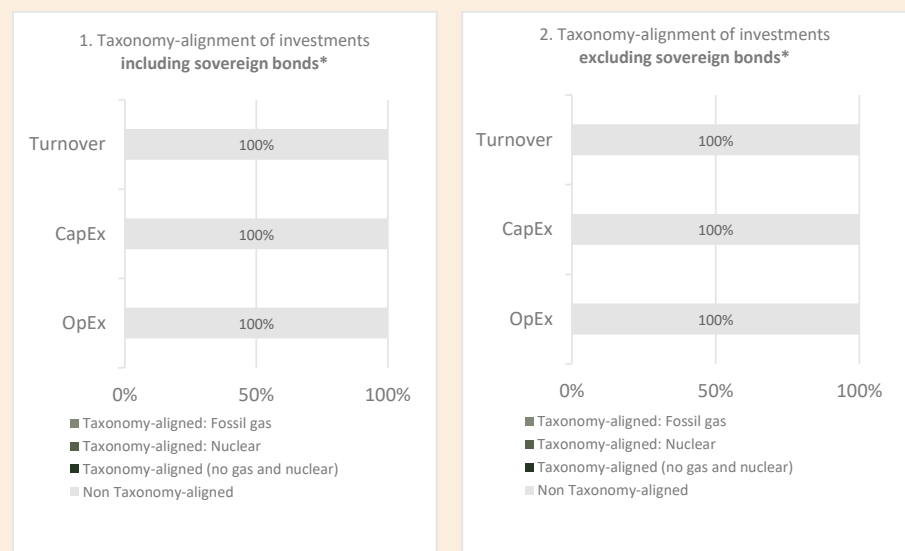 1. Taxonomy-alignment of investments
including sovereign bonds*
Turnover
100%
CapEx
100%
OpEx
100%
0%
50%
100%
Taxonomy-aligned: Fossil gas
Taxonomy-aligned: Nuclear
Taxonomy-aligned (no gas and nuclear)
Non Taxonomy-aligned
2. Taxonomy-alignment of investments
excluding sovereign bonds*
Turnover
100%
CapEx
100%
OpEx
100%
0%
50%
100%
Taxonomy-aligned: Fossil gas
Taxonomy-aligned: Nuclear
Taxonomy-aligned (no gas and nuclear)
Non Taxonomy-aligned